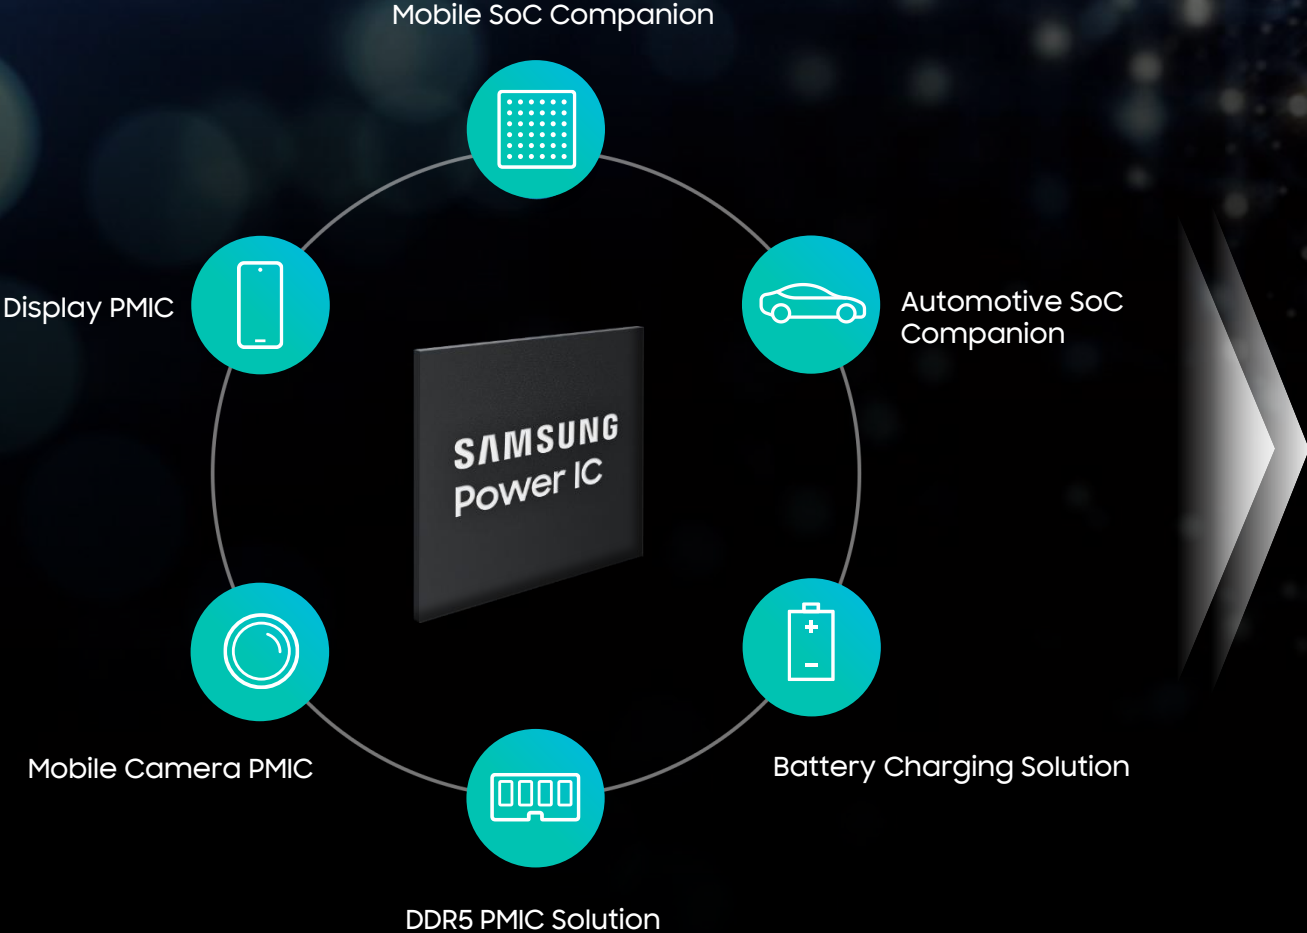 Mobile SoC Companion
Display PMIC
Automotive SoC
Companion
SAMSUNG
Power IC
Mobile Camera PMIC
Battery Charging Solution
DDR5 PMIC Solution